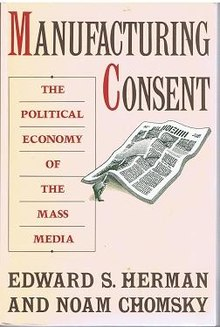 MANUFACTURING
CONSENT
THE
POLITICAL
ECONOMY
OF
THE
MASS
MEDIA
EDWARD S. HERMAN
AND NOAM CHOMSKY